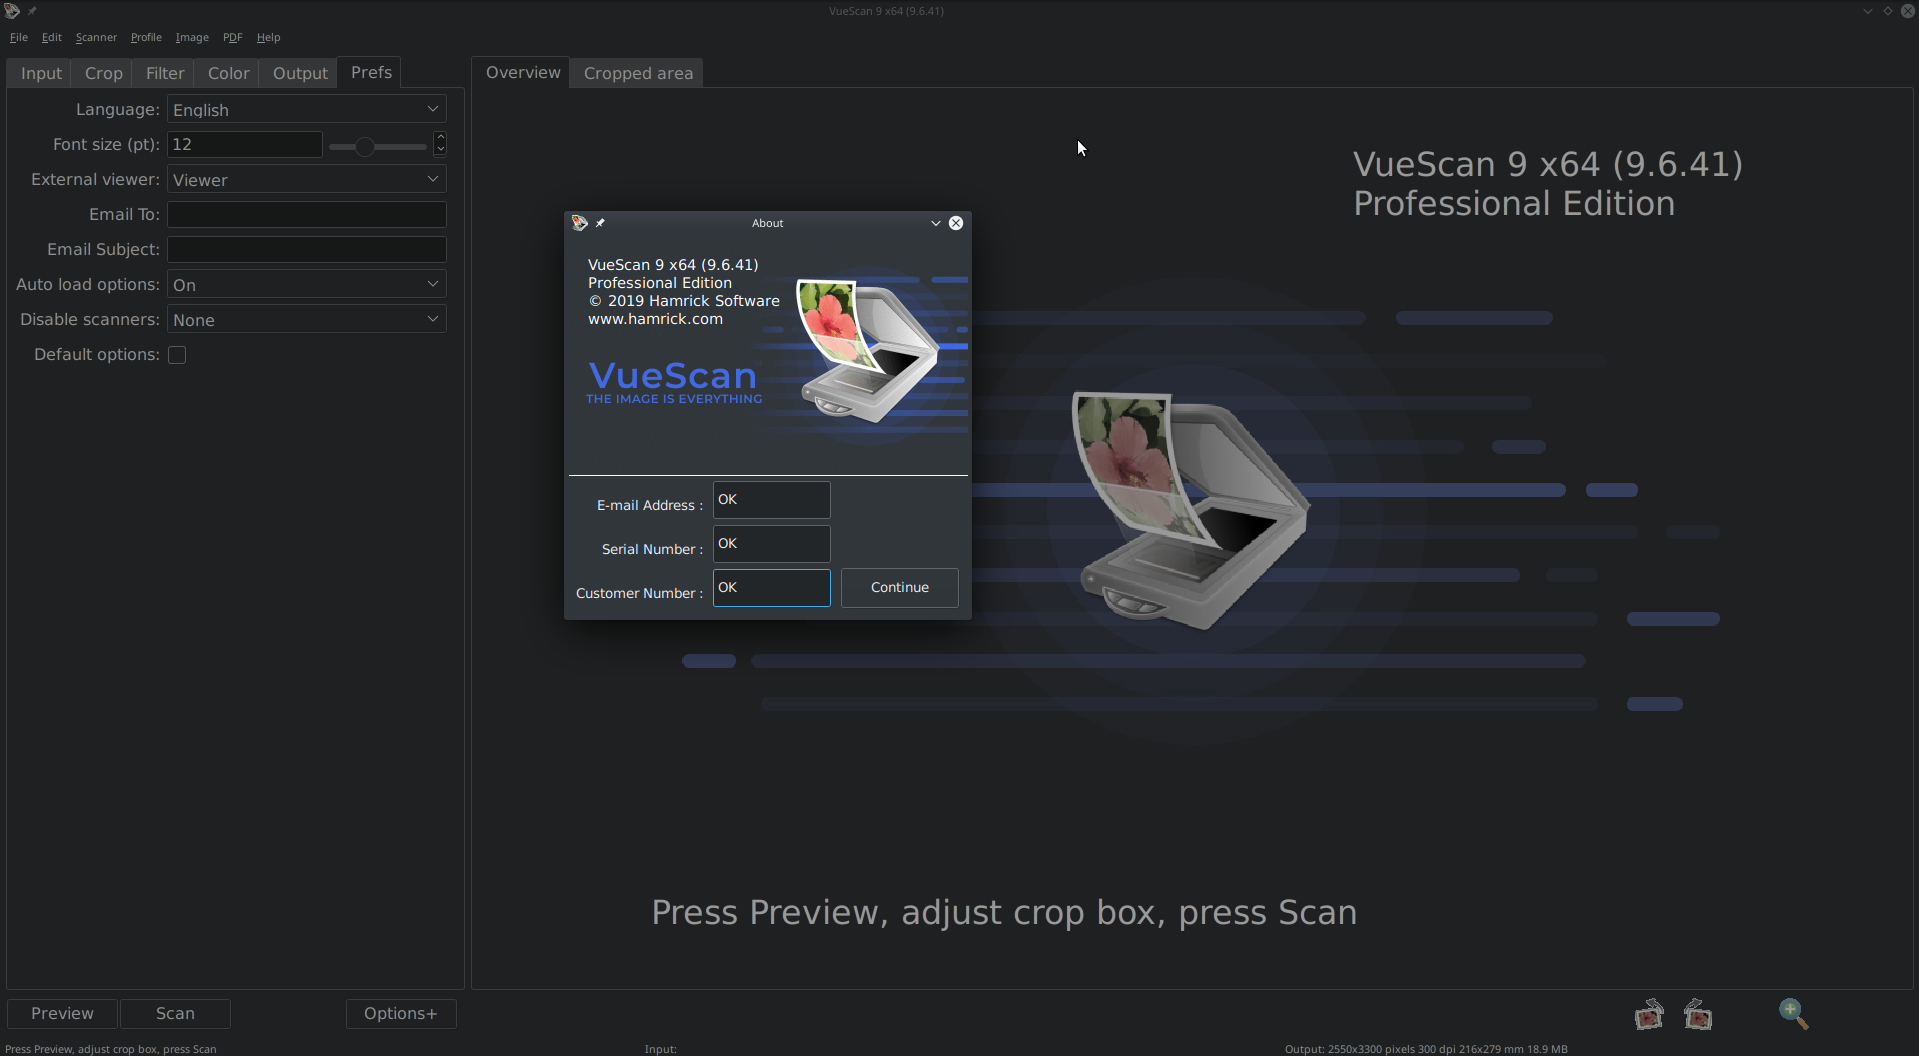 VueScan 9 x64 (9.6.41)
File Edit Scanner Profile Image PDF Help
Input Crop Filter Color Output Prefs
Language: English
Font size (pt): 12
External viewer: Viewer
Email To:
Email Subject:
Auto load options: On
Disable scanners: None
Default options:
Overview Cropped area
VueScan 9 x64 (9.6.41)
Professional Edition
About
VueScan 9 x64 (9.6.41)
Professional Edition
© 2019 Hamrick Software
www.hamrick.com
VueScan
THE IMAGE IS EVERYTHING
E-mail Address : OK
Serial Number : OK
Customer Number : OK
Continue
Press Preview, adjust crop box, press Scan
Preview Scan Options+
Press Preview, adjust crop box, press Scan
Input:
Output: 2550x3300 pixels 300 dpi 216x279 mm 18.9 MB